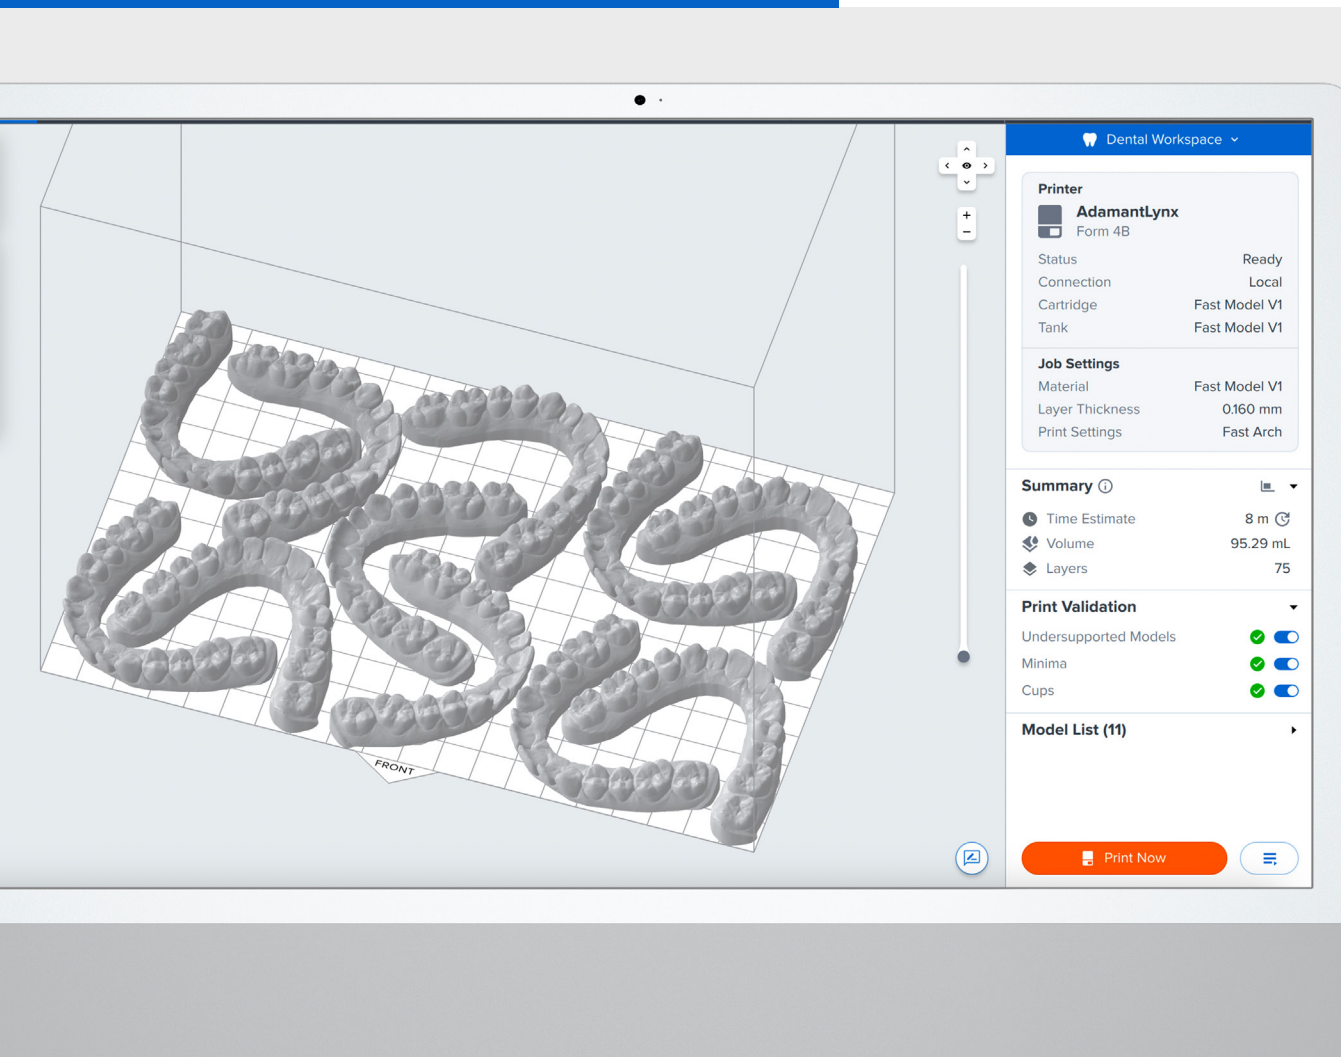 Dental Workspace
Printer
AdamantLynx
Form 4B
Status Ready
Connection Local
Cartridge Fast Model V1
Tank Fast Model V1
Job Settings
Material Fast Model V1
Layer Thickness 0.160 mm
Print Settings Fast Arch
Summary
Time Estimate 8 m
Volume 95.29 mL
Layers 75
Print Validation
Undersupported Models
Minima
Cups
Model List (11)
FRONT
Print Now